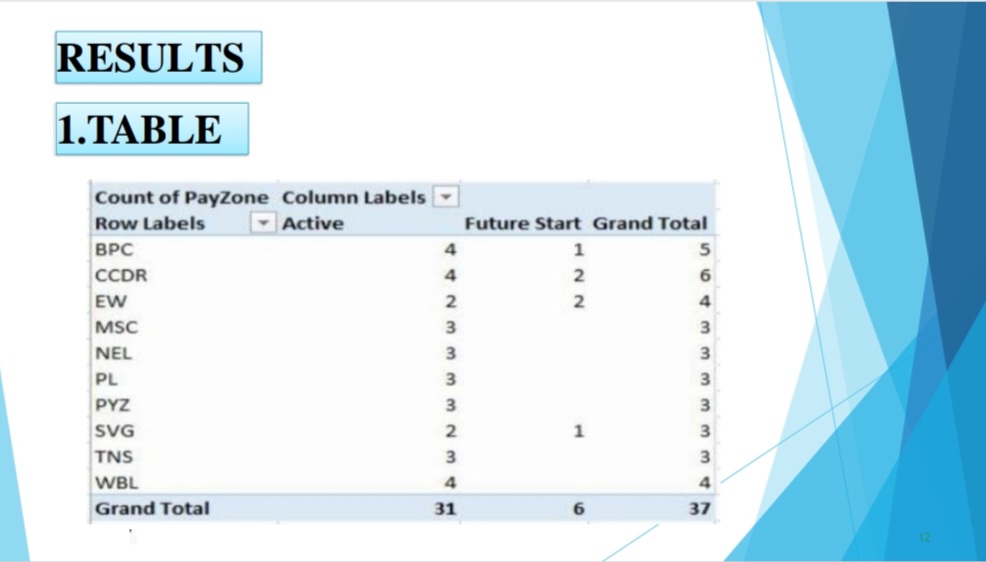 RESULTS
1.TABLE
Count of PayZone Column Labels
Row Labels Active Future Start Grand Total
BPC 4 1 5
CCDR 4 2 6
EW 2 2 4
MSC 3 3
NEL 3 3
PL 3 3
PYZ 3 3
SVG 2 1 3
TNS 3 3
WBL 4 4
Grand Total 31 6 37
12